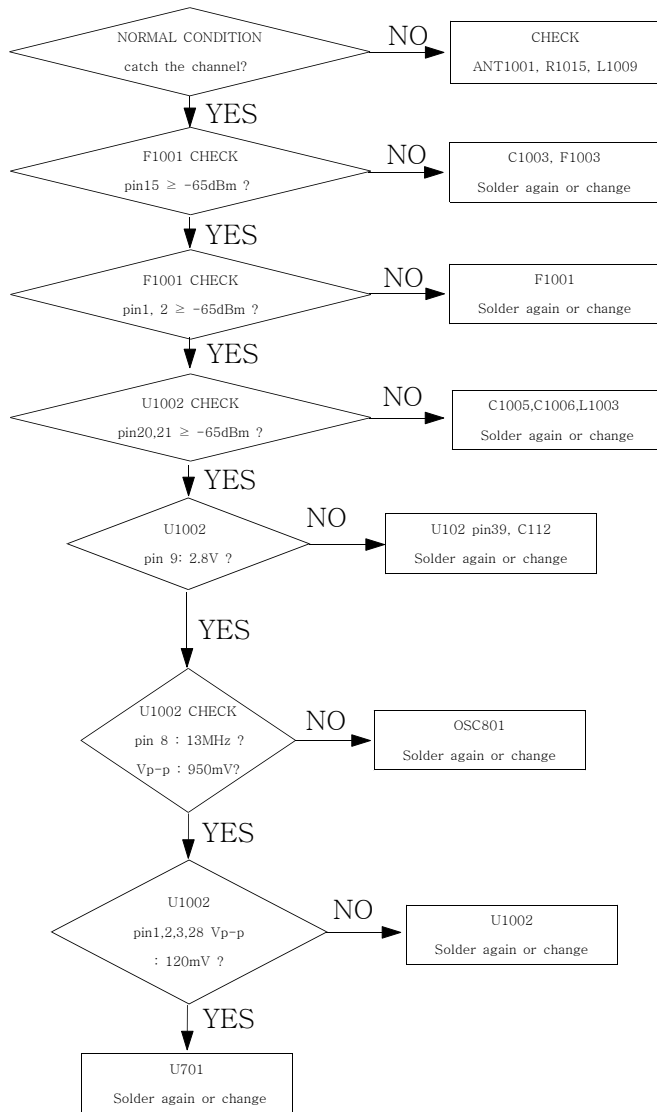 NORMAL CONDITION
catch the channel?
NO
CHECK
ANT1001, R1015, L1009
YES
F1001 CHECK
pin15 ≥ -65dBm ?
NO
C1003, F1003
Solder again or change
YES
F1001 CHECK
pin1, 2 ≥ -65dBm ?
NO
F1001
Solder again or change
YES
U1002 CHECK
pin20,21 ≥ -65dBm ?
NO
C1005,C1006,L1003
Solder again or change
YES
U1002
pin 9: 2.8V ?
NO
U102 pin39, C112
Solder again or change
YES
U1002 CHECK
pin 8 : 13MHz ?
Vp-p : 950mV?
NO
OSC801
Solder again or change
YES
U1002
pin1,2,3,28 Vp-p
: 120mV ?
NO
U1002
Solder again or change
YES
U701
Solder again or change